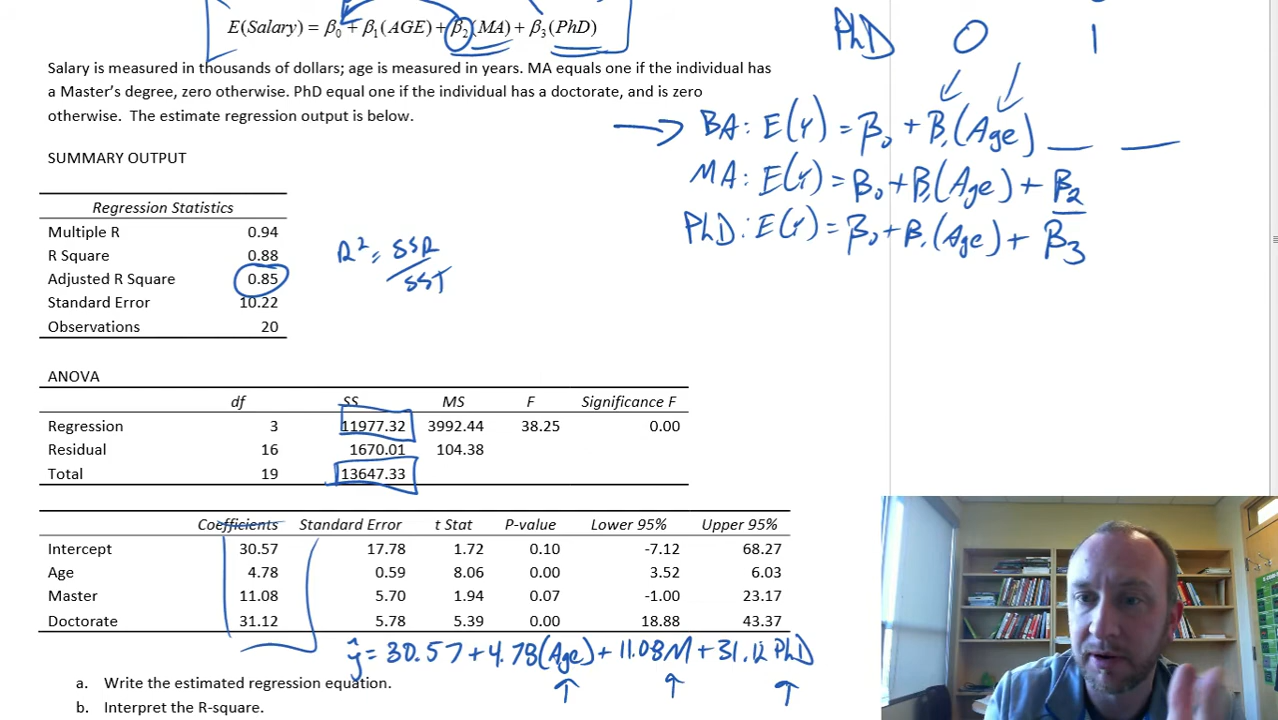 E(Salary) = β0 + β1(AGE) + β2(MA) + β3(PhD)
PhD 0 1
Salary is measured in thousands of dollars; age is measured in years. MA equals one if the individual has
a Master's degree, zero otherwise. PhD equal one if the individual has a doctorate, and is zero
otherwise. The estimate regression output is below.
BA: E(Y) = β0 + β1(Age)
MA: E(Y) = β0 + β1(Age) + β2
PhD: E(Y) = β0 + β1(Age) + β3
SUMMARY OUTPUT
Regression Statistics
Multiple R 0.94
R Square 0.88
Adjusted R Square 0.85
Standard Error 10.22
Observations 20
R² = SSR
SST
ANOVA
df SS MS F Significance F
Regression 3 11977.32 3992.44 38.25 0.00
Residual 16 1670.01 104.38
Total 19 13647.33
Coefficients Standard Error t Stat P-value Lower 95% Upper 95%
Intercept 30.57 17.78 1.72 0.10 -7.12 68.27
Age 4.78 0.59 8.06 0.00 3.52 6.03
Master 11.08 5.70 1.94 0.07 -1.00 23.17
Doctorate 31.12 5.78 5.39 0.00 18.88 43.37
ŷ = 30.57 + 4.78(Age) + 11.08M + 31.12 PhD
a. Write the estimated regression equation.
b. Interpret the R-square.